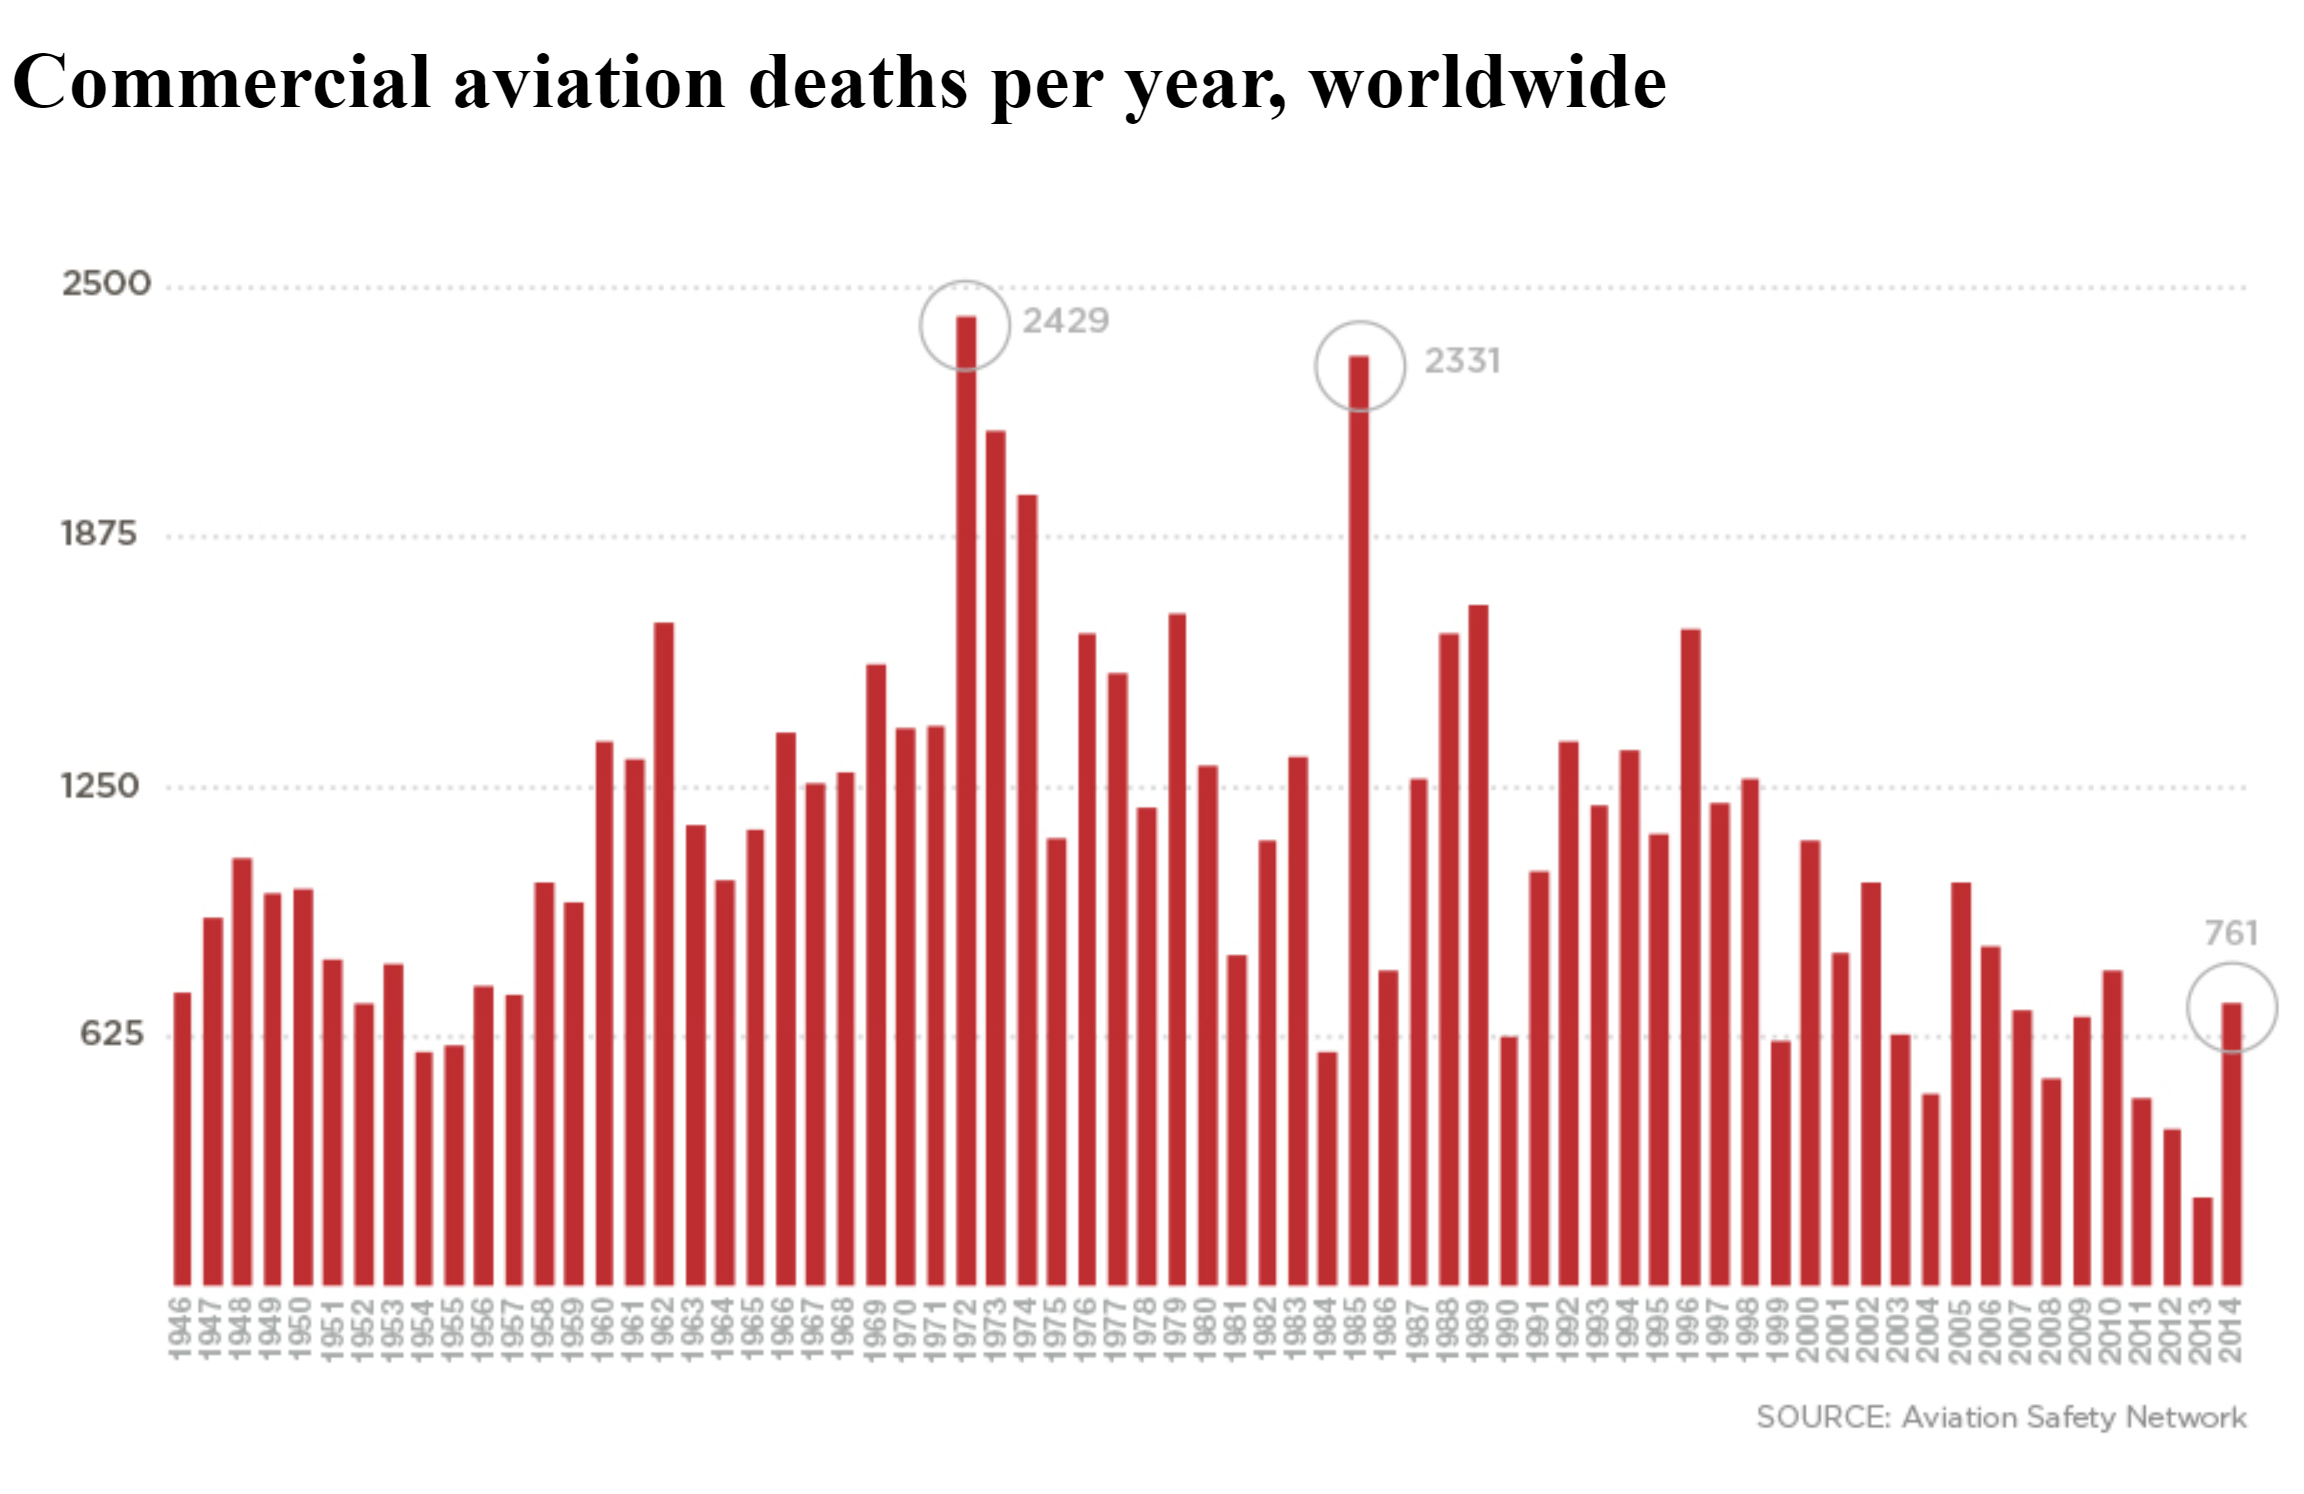 Commercial aviation deaths per year, worldwide
2500
2429
2331
1875
1250
761
625
1946 1947 1948 1949 1950 1951 1952 1953 1954 1955 1956 1957 1958 1959 1960 1961 1962 1963 1964 1965 1966 1967 1968 1969 1970 1971 1972 1973 1974 1975 1976 1977 1978 1979 1980 1981 1982 1983 1984 1985 1986 1987 1988 1989 1990 1991 1992 1993 1994 1995 1996 1997 1998 1999 2000 2001 2002 2003 2004 2005 2006 2007 2008 2009 2010 2011 2012 2013 2014
SOURCE: Aviation Safety Network